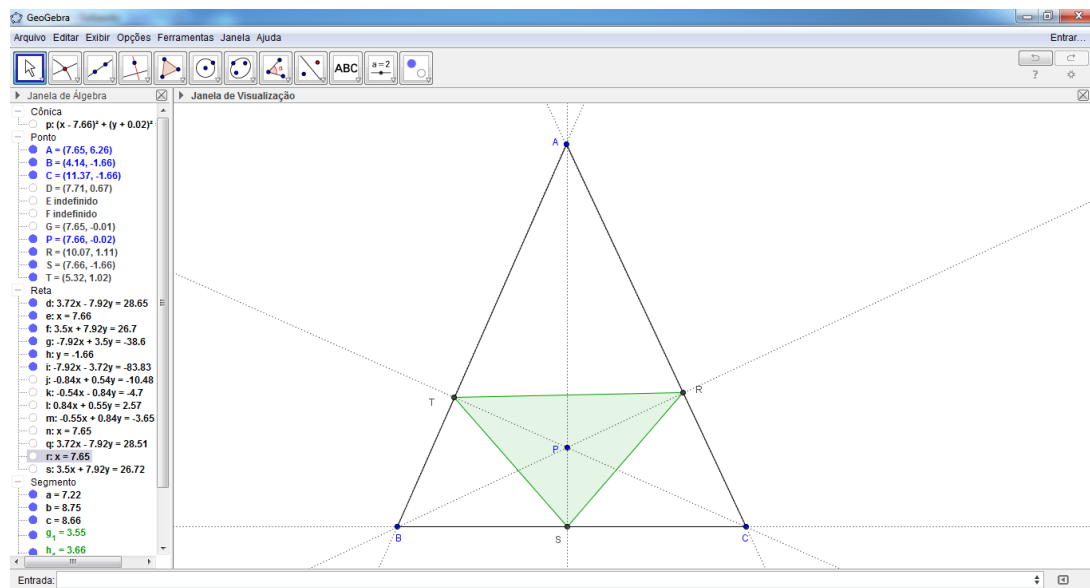 GeoGebra
Arquivo Editar Exibir Opções Ferramentas Janela Ajuda
Entrar...
ABC
a = 2
?
Janela de Álgebra
Janela de Visualização
Cônica
p: (x - 7.66)² + (y + 0.02)²
Ponto
A = (7.65, 6.26)
B = (4.14, -1.66)
C = (11.37, -1.66)
D = (7.71, 0.67)
E indefinido
F indefinido
G = (7.65, -0.01)
P = (7.66, -0.02)
R = (10.07, 1.11)
S = (7.66, -1.66)
T = (5.32, 1.02)
Reta
d: 3.72x - 7.92y = 28.65
e: x = 7.66
f: 3.5x + 7.92y = 26.7
g: -7.92x + 3.5y = -38.6
h: y = -1.66
i: -7.92x - 3.72y = -83.83
j: -0.84x + 0.54y = -10.48
k: -0.54x - 0.84y = -4.7
l: 0.84x + 0.55y = 2.57
m: -0.55x + 0.84y = -3.65
n: x = 7.65
q: 3.72x - 7.92y = 28.51
r: x = 7.65
s: 3.5x + 7.92y = 26.72
Segmento
a = 7.22
b = 8.75
c = 8.66
g₁ = 3.55
= 3.66
A
T
R
P
B
S
C
Entrada: